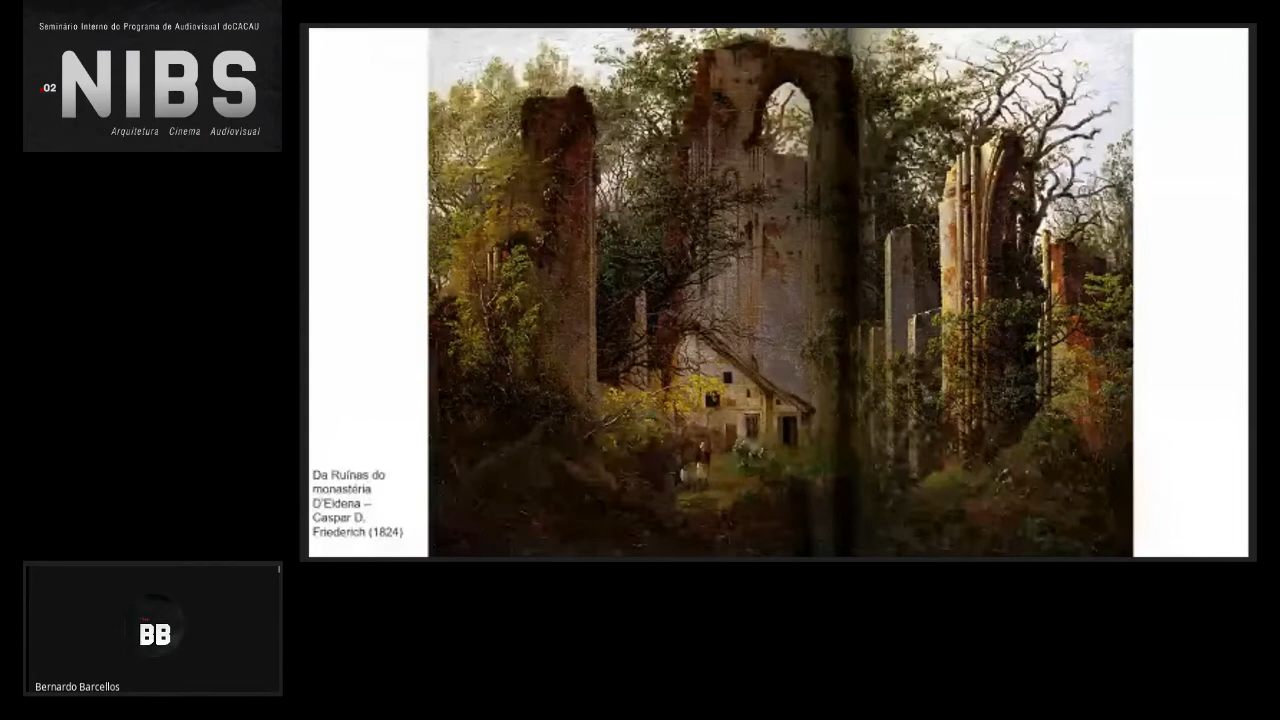 Seminário Interno do Programa de Audiovisual doCACAU
.02 NIBS
Arquitetura Cinema Audiovisual
Da Ruínas do
monastéria
D'Eidena –
Caspar D.
Friederich (1824)
BB
Bernardo Barcellos